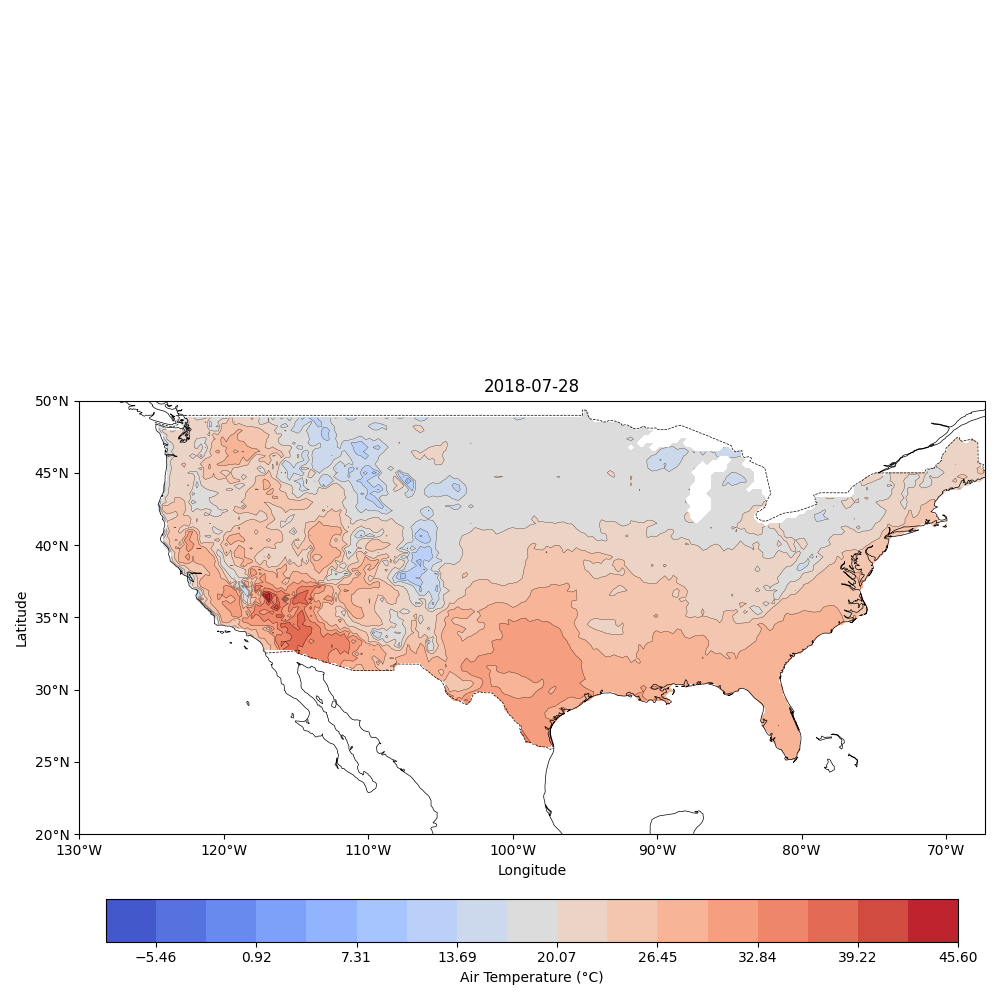 2018-07-28
50°N
45°N
40°N
35°N
30°N
25°N
20°N
Latitude
130°W 120°W 110°W 100°W 90°W 80°W 70°W
Longitude
−5.46 0.92 7.31 13.69 20.07 26.45 32.84 39.22 45.60
Air Temperature (°C)